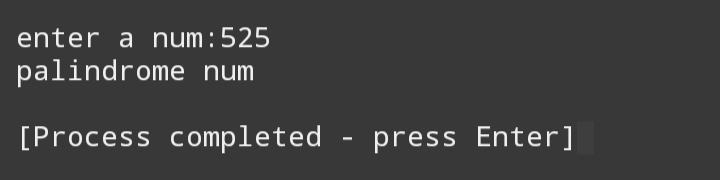 enter a num:525
palindrome num
[Process completed - press Enter]